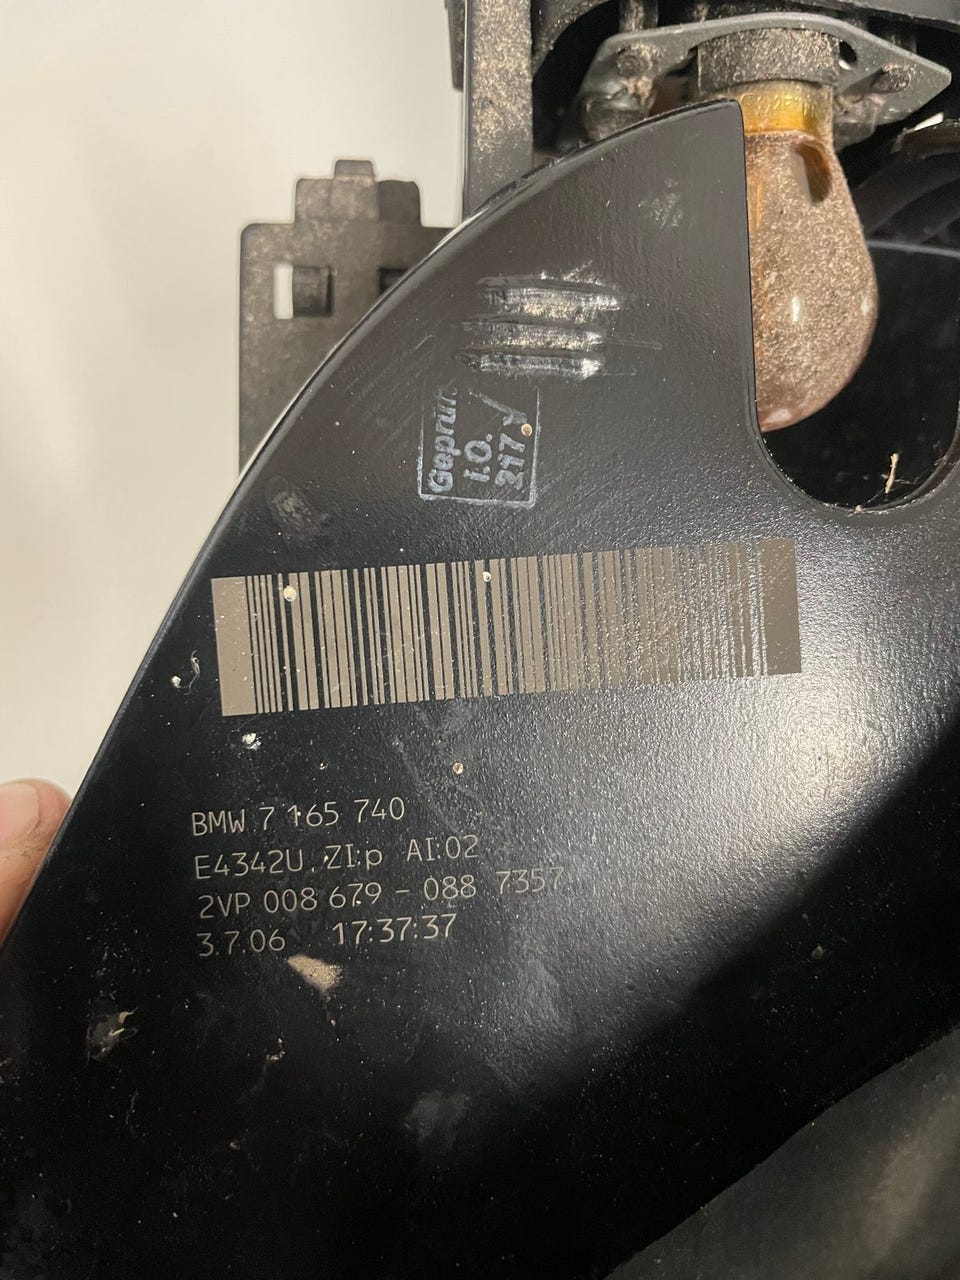 Geprüft
I.O.
217
BMW 7 165 740
E4342U. ZI:p AI:02
2VP 008 679 - 088 7357
3.7.06 17:37:37